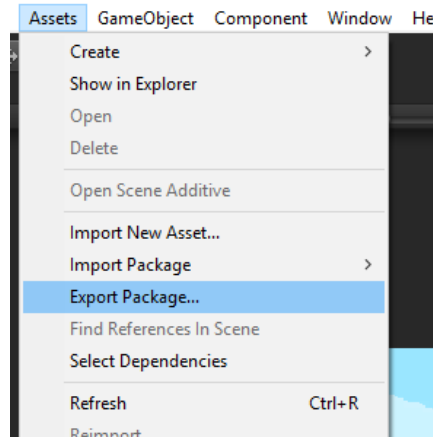 Assets GameObject Component Window He
Create >
Show in Explorer
Open
Delete
Open Scene Additive
Import New Asset...
Import Package >
Export Package...
Find References In Scene
Select Dependencies
Refresh Ctrl+R
Reimport